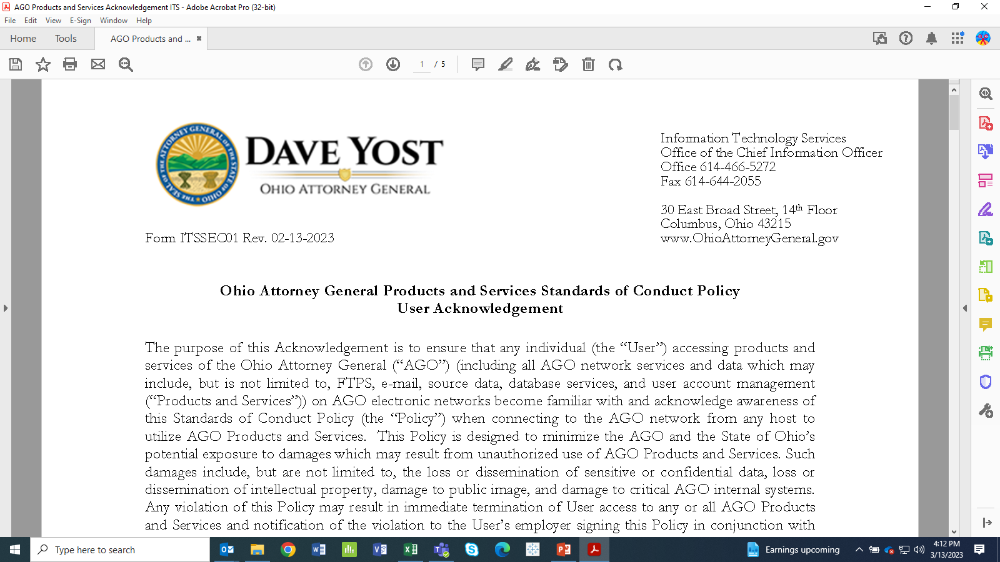 AGO Products and Services Acknowledgement ITS - Adobe Acrobat Pro (32-bit)
File Edit View E-Sign Window Help
Home Tools AGO Products and ...
1 / 5
THE SEAL OF THE ATTORNEY GENERAL OF THE STATE OF OHIO
DAVE YOST
OHIO ATTORNEY GENERAL
Information Technology Services
Office of the Chief Information Officer
Office 614-466-5272
Fax 614-644-2055
30 East Broad Street, 14th Floor
Columbus, Ohio 43215
www.OhioAttorneyGeneral.gov
Form ITSSEC01 Rev. 02-13-2023
Ohio Attorney General Products and Services Standards of Conduct Policy
User Acknowledgement
The purpose of this Acknowledgement is to ensure that any individual (the “User”) accessing products and
services of the Ohio Attorney General (“AGO”) (including all AGO network services and data which may
include, but is not limited to, FTPS, e-mail, source data, database services, and user account management
(“Products and Services”)) on AGO electronic networks become familiar with and acknowledge awareness of
this Standards of Conduct Policy (the “Policy”) when connecting to the AGO network from any host to
utilize AGO Products and Services. This Policy is designed to minimize the AGO and the State of Ohio’s
potential exposure to damages which may result from unauthorized use of AGO Products and Services. Such
damages include, but are not limited to, the loss or dissemination of sensitive or confidential data, loss or
dissemination of intellectual property, damage to public image, and damage to critical AGO internal systems.
Any violation of this Policy may result in immediate termination of User access to any or all AGO Products
and Services and notification of the violation to the User’s employer signing this Policy in conjunction with
Type here to search
Earnings upcoming
4:12 PM
3/13/2023